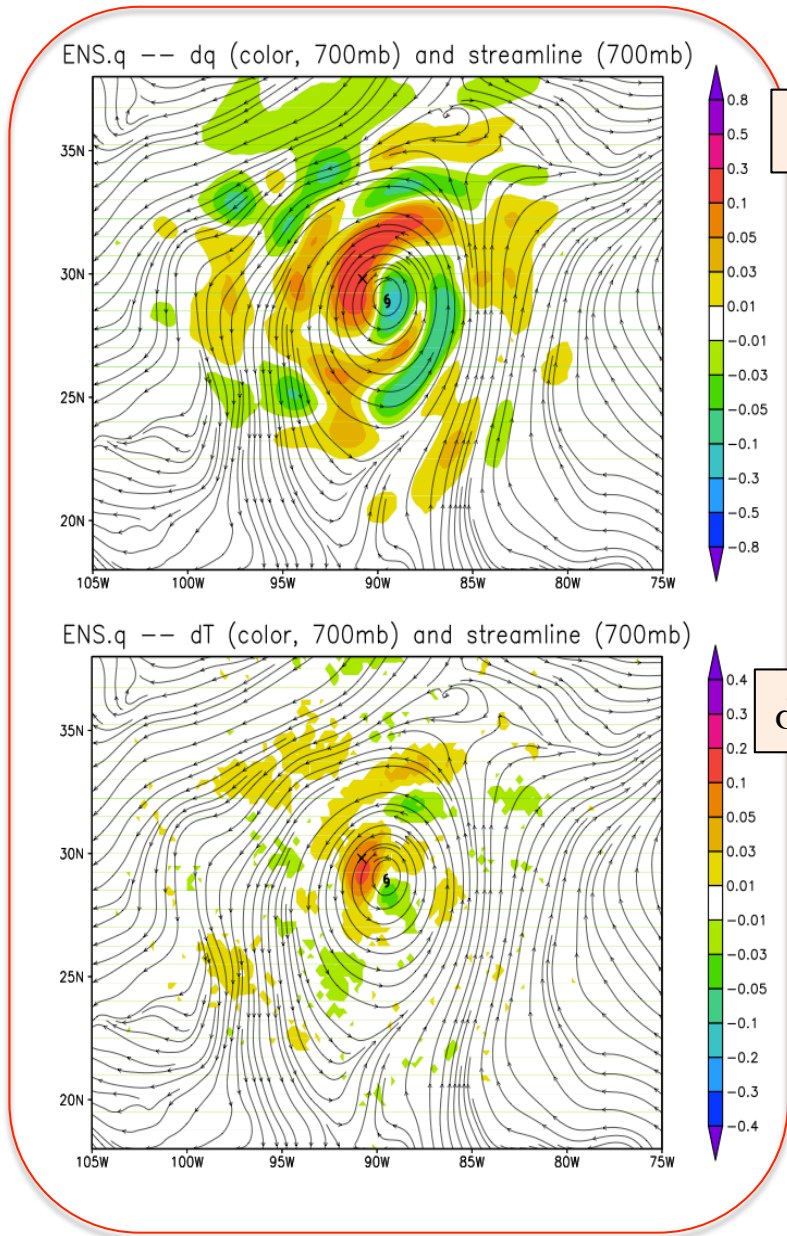 ENS.q -- dq (color, 700mb) and streamline (700mb)
35N
30N
25N
20N
105W 100W 95W 90W 85W 80W 75W
0.8
0.5
0.3
0.1
0.05
0.03
0.01
-0.01
-0.03
-0.05
-0.1
-0.3
-0.5
-0.8
ENS.q -- dT (color, 700mb) and streamline (700mb)
35N
30N
25N
20N
105W 100W 95W 90W 85W 80W 75W
0.4
0.3
0.2
0.1
0.05
0.03
0.01
-0.01
-0.03
-0.05
-0.1
-0.2
-0.3
-0.4